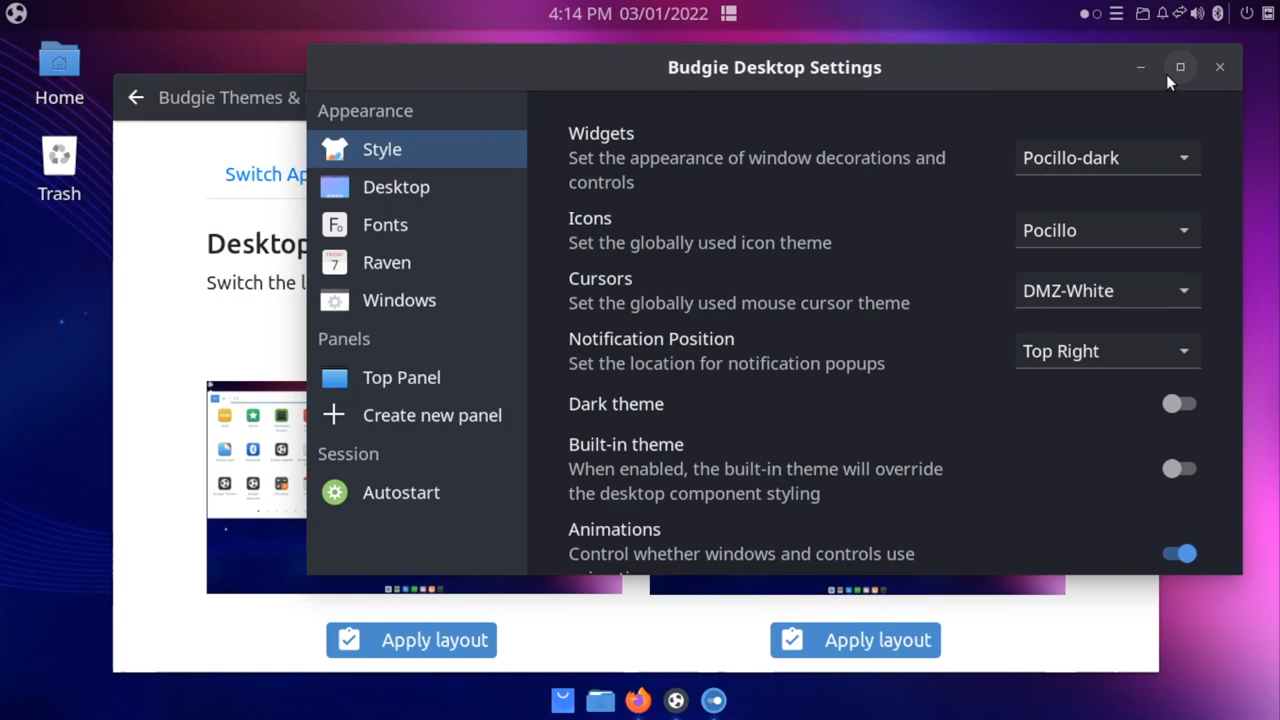 4:14 PM 03/01/2022
Home
Trash
Budgie Themes &
Switch Ap
Desktop
Switch the l
Apply layout
Apply layout
Budgie Desktop Settings
Appearance
Style
Desktop
Fonts
Raven
Windows
Panels
Top Panel
Create new panel
Session
Autostart
Widgets
Set the appearance of window decorations and
controls
Pocillo-dark
Icons
Set the globally used icon theme
Pocillo
Cursors
Set the globally used mouse cursor theme
DMZ-White
Notification Position
Set the location for notification popups
Top Right
Dark theme
Built-in theme
When enabled, the built-in theme will override
the desktop component styling
Animations
Control whether windows and controls use